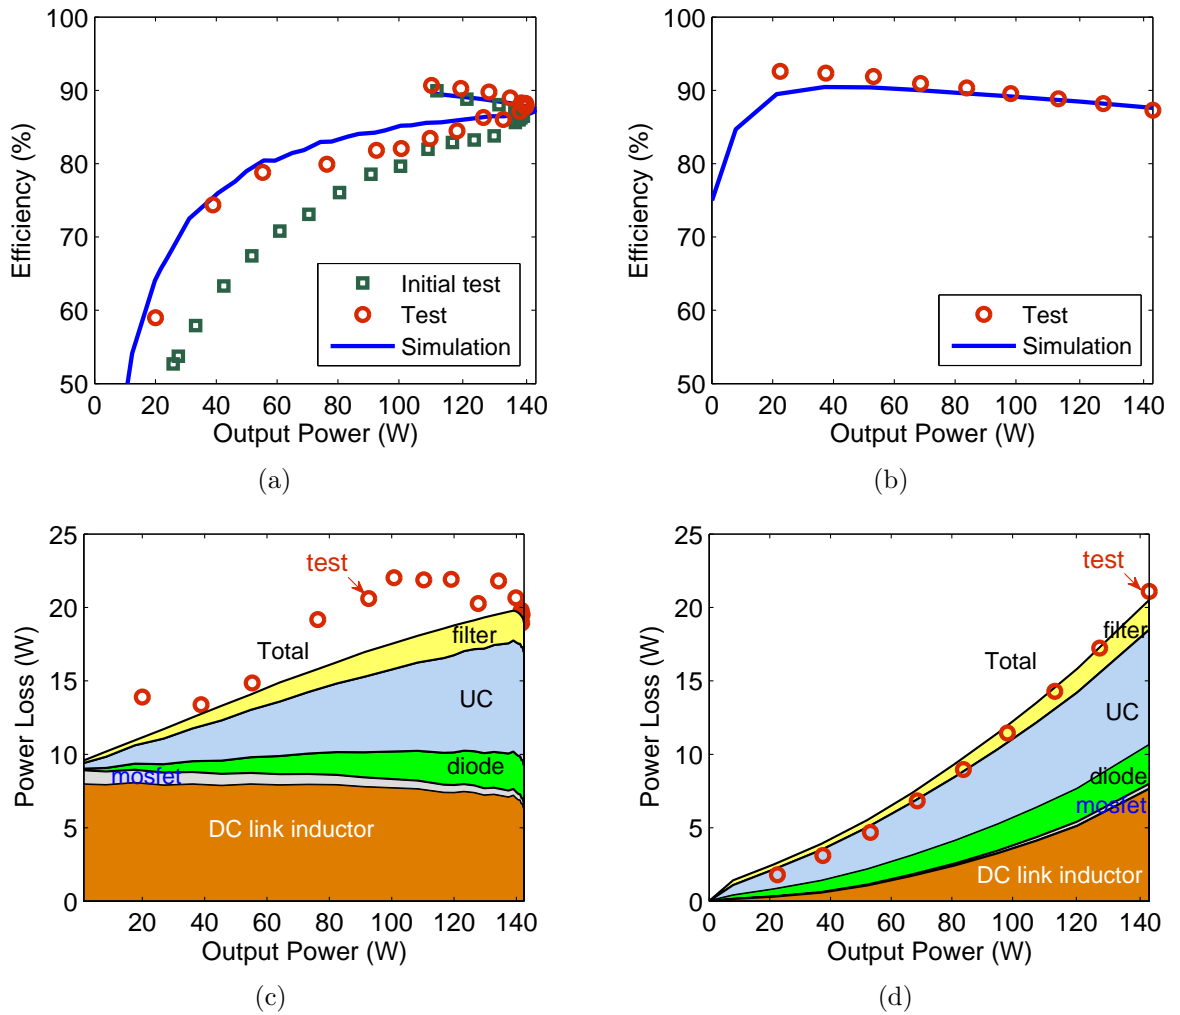 100
90
80
70
60
50
Efficiency (%)
0 20 40 60 80 100 120 140
Output Power (W)
Initial test
Test
Simulation
(a)
100
90
80
70
60
50
Efficiency (%)
0 20 40 60 80 100 120 140
Output Power (W)
Test
Simulation
(b)
25
20
15
10
5
0
Power Loss (W)
20 40 60 80 100 120 140
Output Power (W)
test
Total
filter
UC
diode
mosfet
DC link inductor
(c)
25
20
15
10
5
0
Power Loss (W)
0 20 40 60 80 100 120 140
Output Power (W)
test
filter
Total
UC
diode
mosfet
DC link inductor
(d)